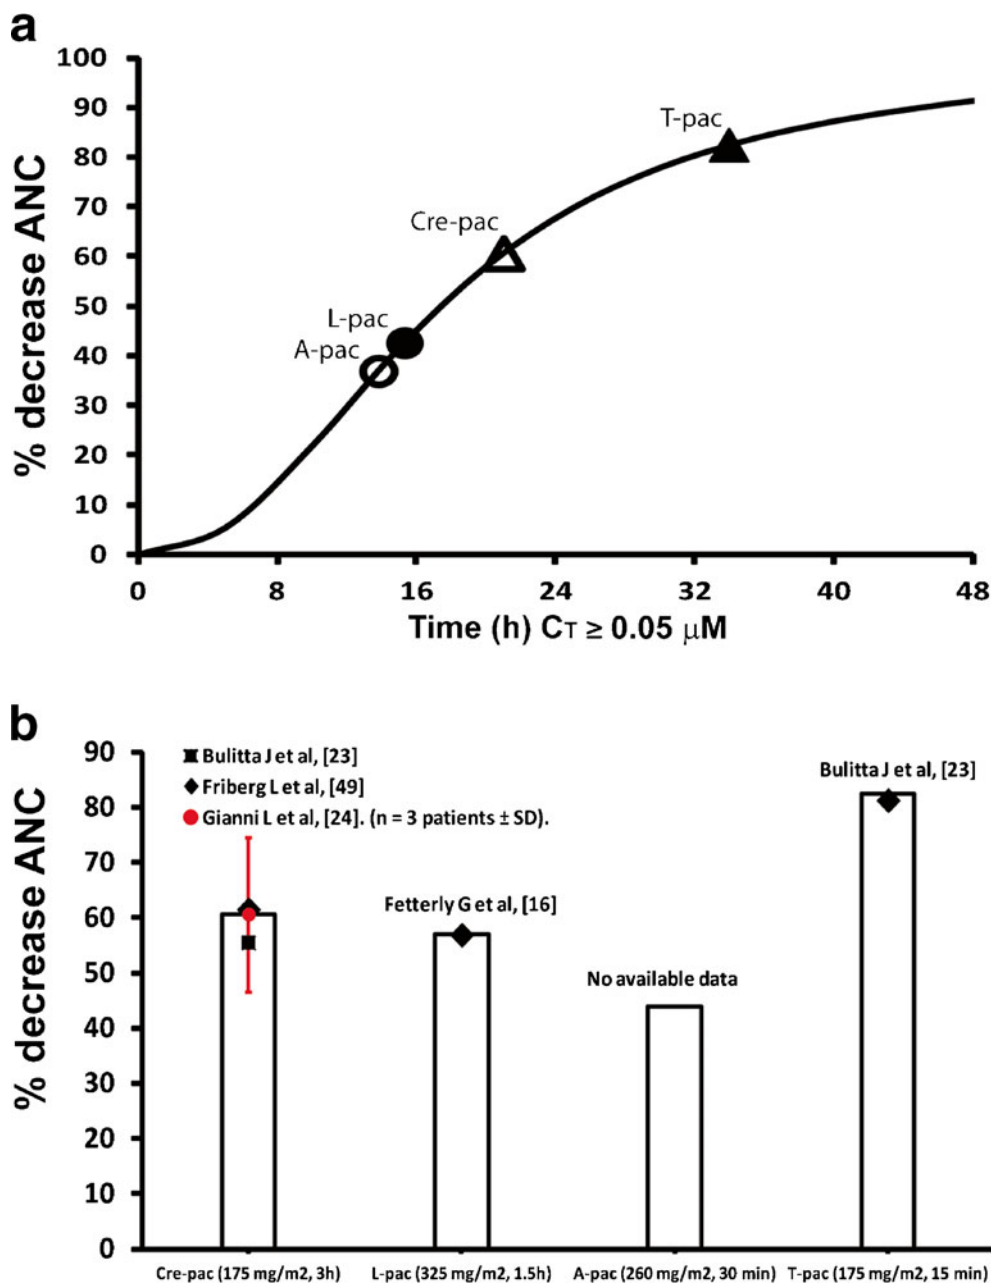 a
100
90
80
70
60
50
40
30
20
10
0
% decrease ANC
T-pac
Cre-pac
L-pac
A-pac
0 8 16 24 32 40 48
Time (h) CT ≥ 0.05 μM
b
90
80
70
60
50
40
30
20
10
0
% decrease ANC
Bulitta J et al, [23]
Friberg L et al, [49]
Gianni L et al, [24]. (n = 3 patients ± SD).
Fetterly G et al, [16]
No available data
Bulitta J et al, [23]
Cre-pac (175 mg/m2, 3h) L-pac (325 mg/m2, 1.5h) A-pac (260 mg/m2, 30 min) T-pac (175 mg/m2, 15 min)